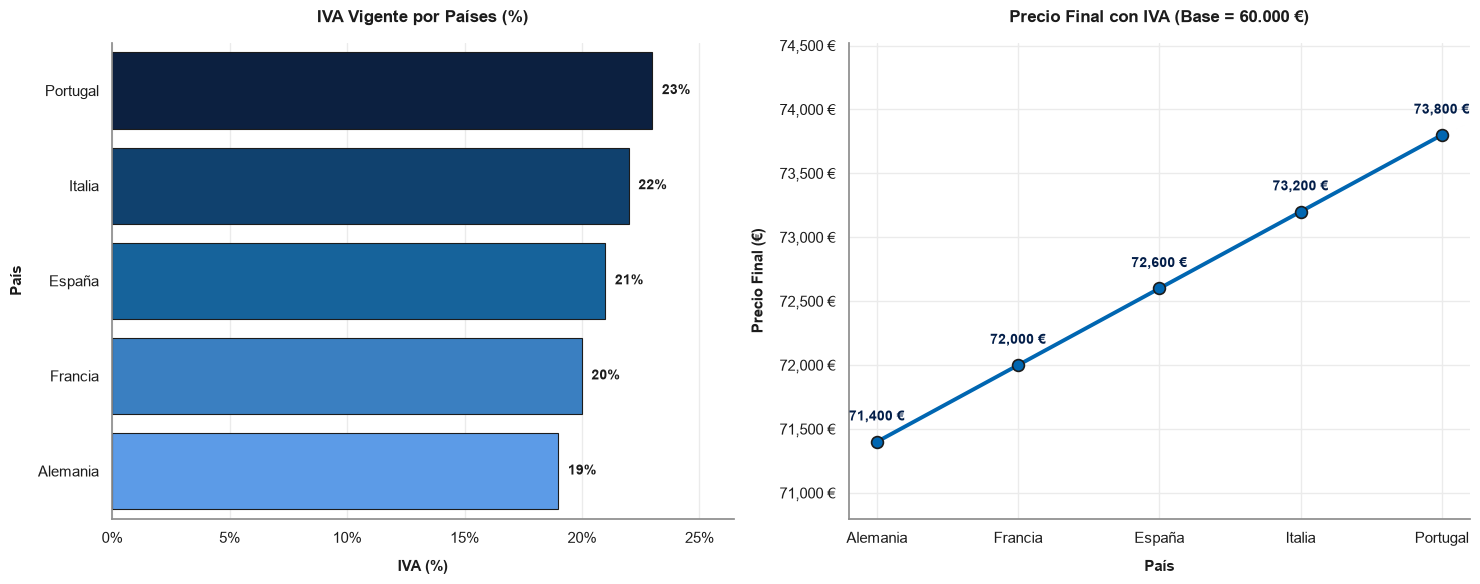 IVA Vigente por Países (%)
País
Portugal
23%
Italia
22%
España
21%
Francia
20%
Alemania
19%
0%
5%
10%
15%
20%
25%
IVA (%)
Precio Final con IVA (Base = 60.000 €)
Precio Final (€)
74,500 €
74,000 €
73,500 €
73,000 €
72,500 €
72,000 €
71,500 €
71,000 €
71,400 €
72,000 €
72,600 €
73,200 €
73,800 €
Alemania
Francia
España
Italia
Portugal
País